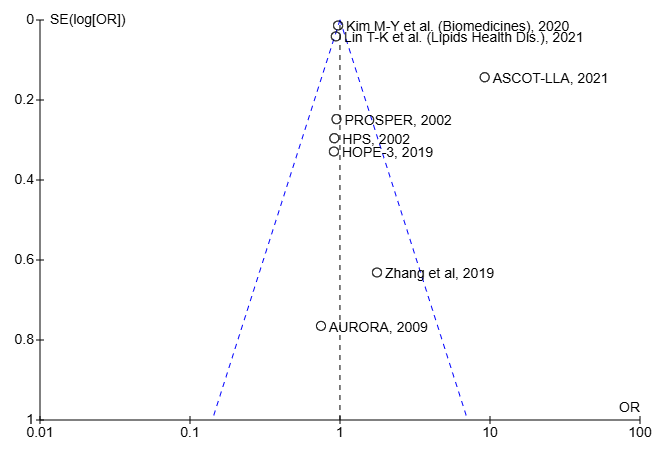 0
SE(log[OR])
Kim M-Y et al. (Biomedicines), 2020
Lin T-K et al. (Lipids Health Dis.), 2021
ASCOT-LLA, 2021
0.2
PROSPER, 2002
HPS, 2002
HOPE-3, 2019
0.4
0.6
Zhang et al, 2019
AURORA, 2009
0.8
OR
1
0.01
0.1
1
10
100